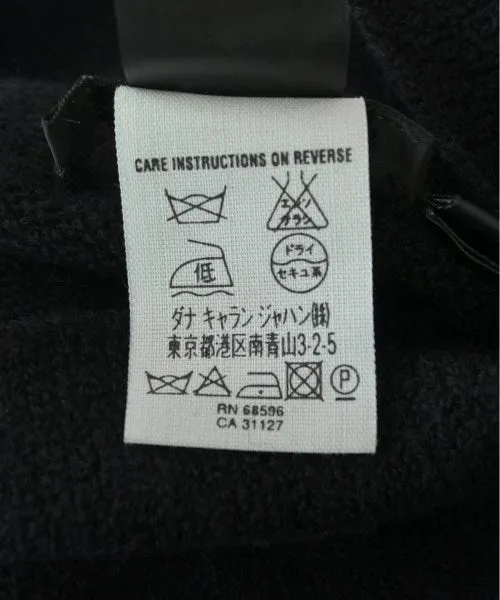 CARE INSTRUCTIONS ON REVERSE
エンソ
サラシ
低
ドライ
セキユ系
ダナ キャラン ジャハン㈱
東京都港区南青山3-2-5
P
RN 68596
CA 31127